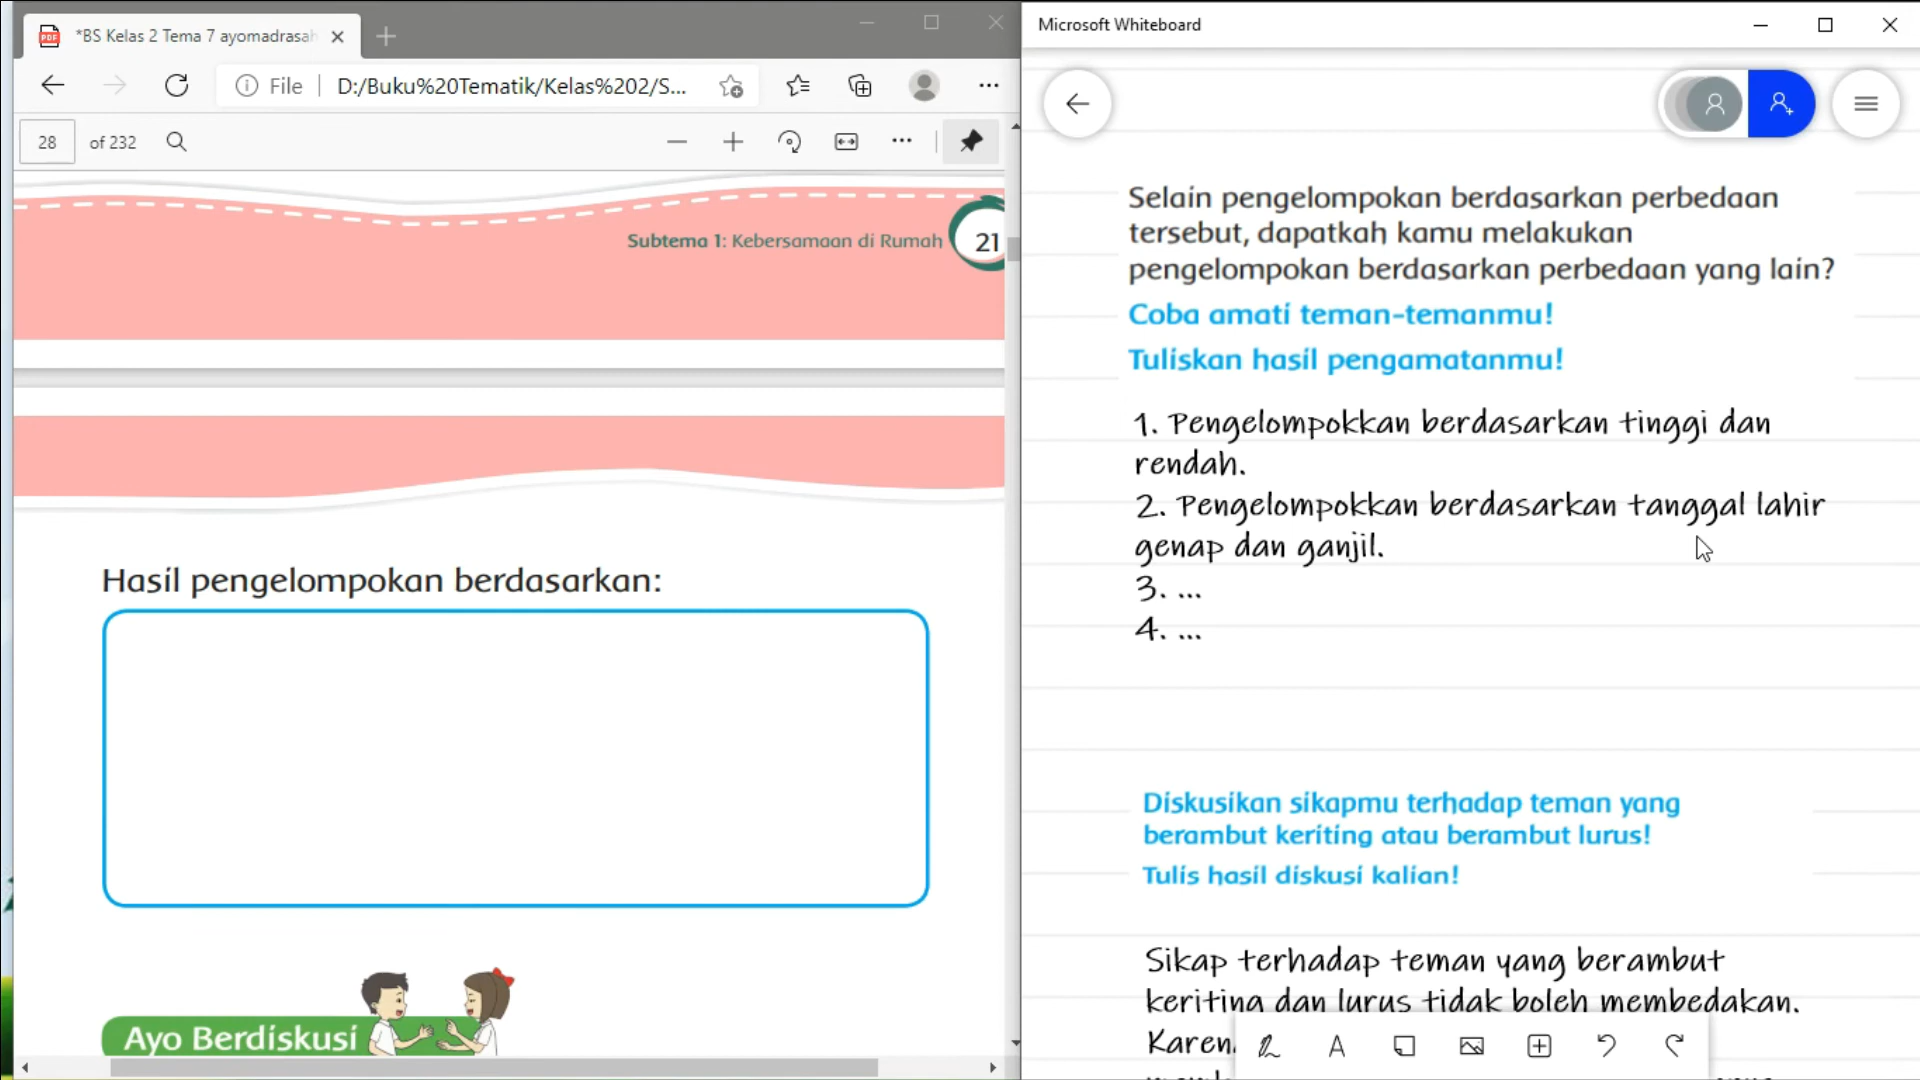 *BS Kelas 2 Tema 7 ayomadrasah
File
D:/Buku%20Tematik/Kelas%202/S...
28
of 232
Subtema 1: Kebersamaan di Rumah
21
Hasil pengelompokan berdasarkan:
Ayo Berdiskusi
Microsoft Whiteboard
Selain pengelompokan berdasarkan perbedaan
tersebut, dapatkah kamu melakukan
pengelompokan berdasarkan perbedaan yang lain?
Coba amati teman-temanmu!
Tuliskan hasil pengamatanmu!
1. Pengelompokkan berdasarkan tinggi dan
rendah.
2. Pengelompokkan berdasarkan tanggal lahir
genap dan ganjil.
3. ...
4. ...
Diskusikan sikapmu terhadap teman yang
berambut keriting atau berambut lurus!
Tulis hasil diskusi kalian!
Sikap terhadap teman yang berambut
keriting dan lurus tidak boleh membedakan.